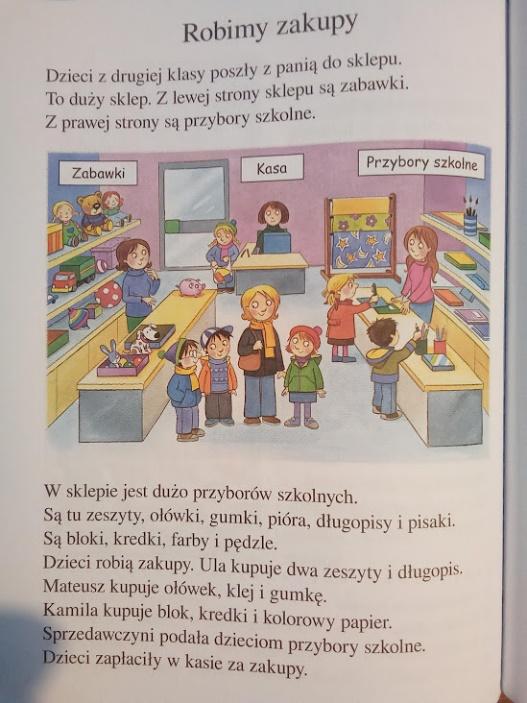 Robimy zakupy
Dzieci z drugiej klasy poszły z panią do sklepu.
To duży sklep. Z lewej strony sklepu są zabawki.
Z prawej strony są przybory szkolne.
Zabawki
Kasa
Przybory szkolne
W sklepie jest dużo przyborów szkolnych.
Są tu zeszyty, ołówki, gumki, pióra, długopisy i pisaki.
Są bloki, kredki, farby i pędzle.
Dzieci robią zakupy. Ula kupuje dwa zeszyty i długopis.
Mateusz kupuje ołówek, klej i gumkę.
Kamila kupuje blok, kredki i kolorowy papier.
Sprzedawczyni podała dzieciom przybory szkolne.
Dzieci zapłaciły w kasie za zakupy.